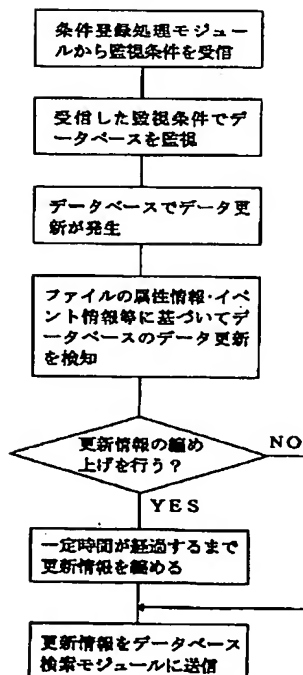 条件登録処理モジュ
ールから監視条件を受信
受信した監視条件でデ
ータベースを監視
データベースでデータ更
新が発生
ファイルの属性情報・イベ
ント情報等に基づいてデ
ータベースのデータ更新
を検知
更新情報の纏め
上げを行う?
NO
YES
一定時間が経過するまで
更新情報を纏める
更新情報をデータベース
検索モジュールに送信